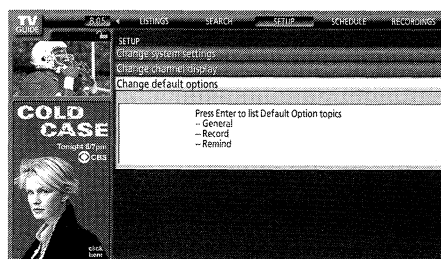 TV
GUIDE
8:05
LISTINGS
SEARCH
SETUP
SCHEDULE
RECORDINGS
SETUP
Change system settings
Change channel display
Change default options
Press Enter to list Default Option topics
-- General
-- Record
-- Remind
COLD
CASE
Tonight 8/7pm
CBS
click
here